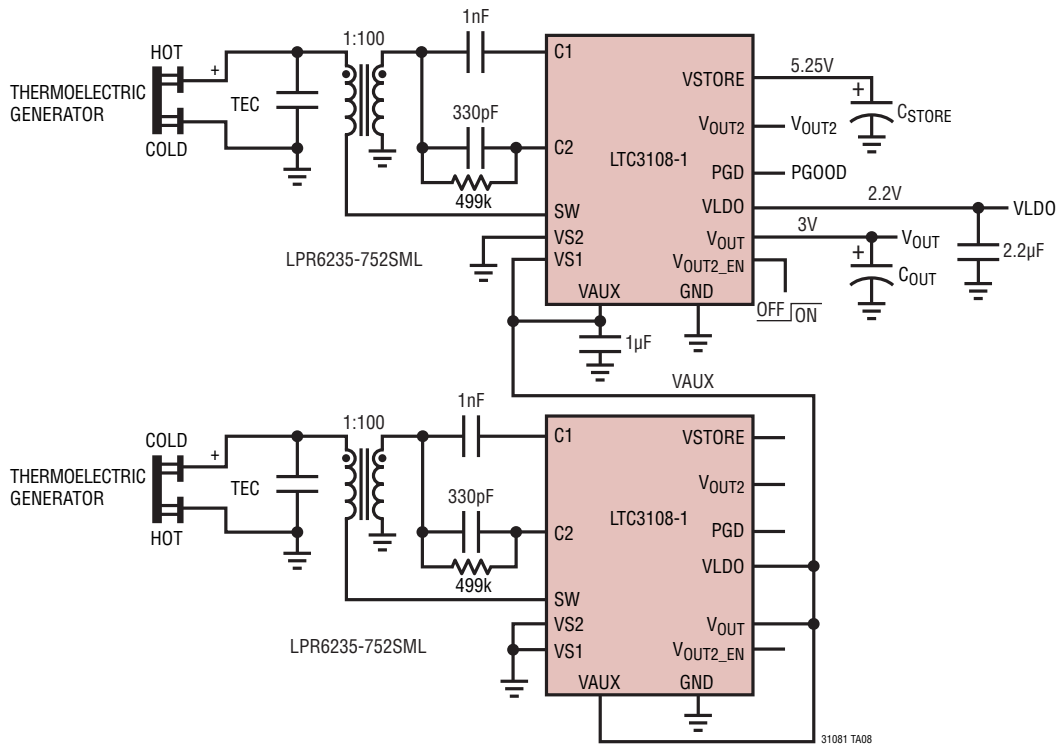 1nF
1:100
HOT
+
THERMOELECTRIC
GENERATOR
TEC
COLD
330pF
499k
LPR6235-752SML
C1
C2
SW
VS2
VS1
VAUX
GND
LTC3108-1
VSTORE
VOUT2
PGD
VLDO
VOUT
VOUT2_EN
5.25V
+
CSTORE
VOUT2
PGOOD
2.2V
VLDO
3V
VOUT
+
COUT
2.2µF
OFF ON
1µF
VAUX
1nF
1:100
COLD
+
THERMOELECTRIC
GENERATOR
TEC
HOT
330pF
499k
LPR6235-752SML
C1
C2
SW
VS2
VS1
VAUX
GND
LTC3108-1
VSTORE
VOUT2
PGD
VLDO
VOUT
VOUT2_EN
31081 TA08